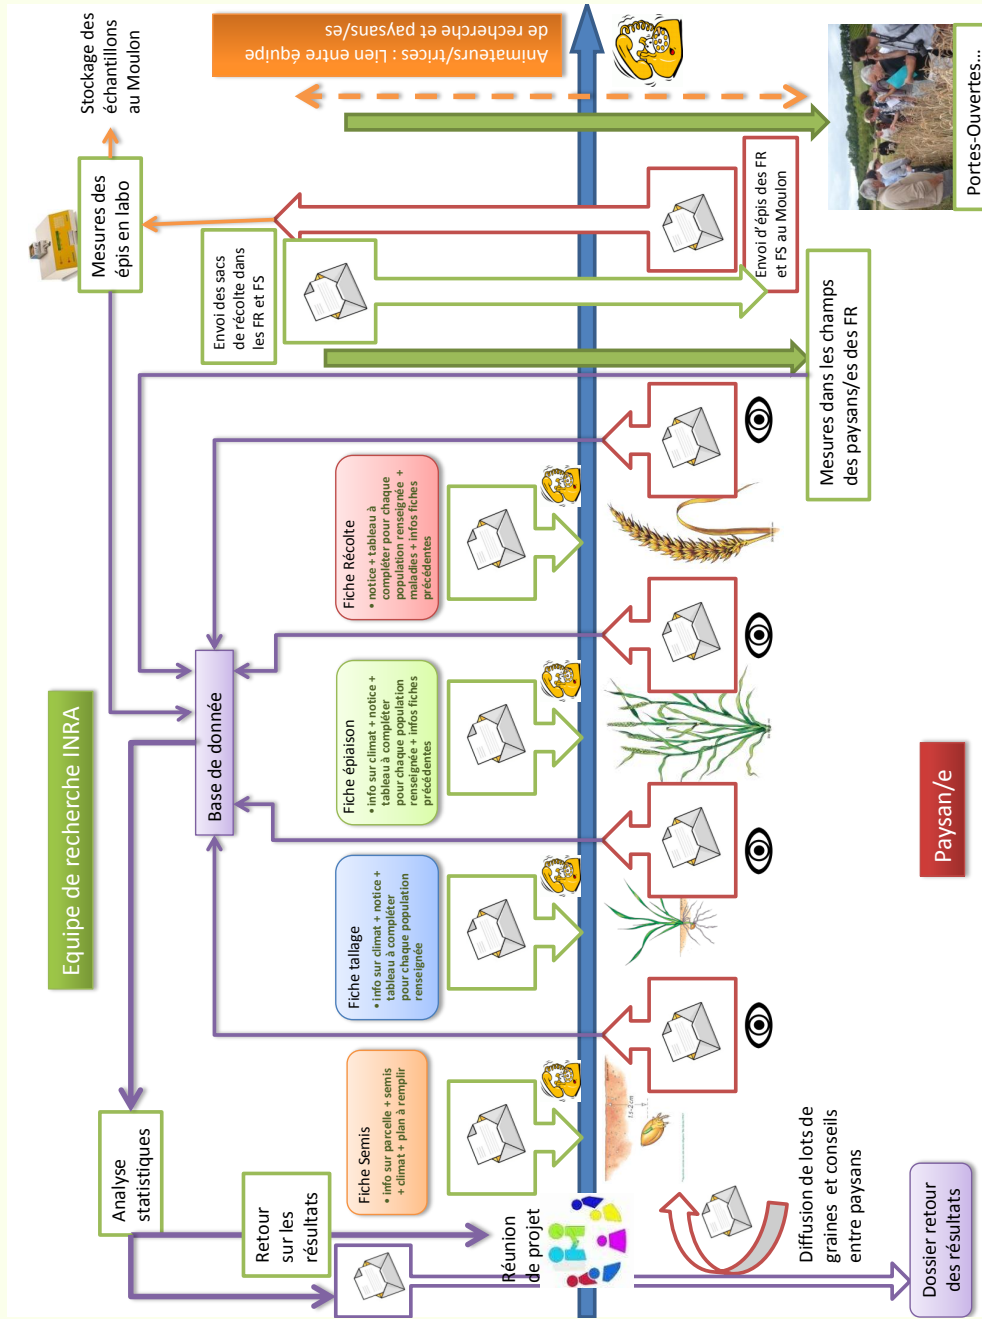 Equipe de recherche INRA
Analyse
statistiques
Base de donnée
Mesures des
épis en labo
Stockage des
échantillons
au Moulon
Retour
sur les
résultats
Fiche Semis
• info sur parcelle + semis
+ climat + plan à remplir
Fiche tallage
• info sur climat + notice +
tableau à compléter
pour chaque population
renseignée
Fiche épiaison
• info sur climat + notice +
tableau à compléter
pour chaque population
renseignée + infos fiches
précédentes
Fiche Récolte
• notice + tableau à
compléter pour chaque
population renseignée +
maladies + infos fiches
précédentes
Envoi des sacs
de récolte dans
les FR et FS
Animateurs/trices : Lien entre équipe
de recherche et paysans/es
Réunion
de projet
1.5-2 cm
Diffusion de lots de
graines et conseils
entre paysans
Envoi d'épis des FR
et FS au Moulon
Mesures dans les champs
des paysans/es des FR
Portes-Ouvertes...
Dossier retour
des résultats
Paysan/e